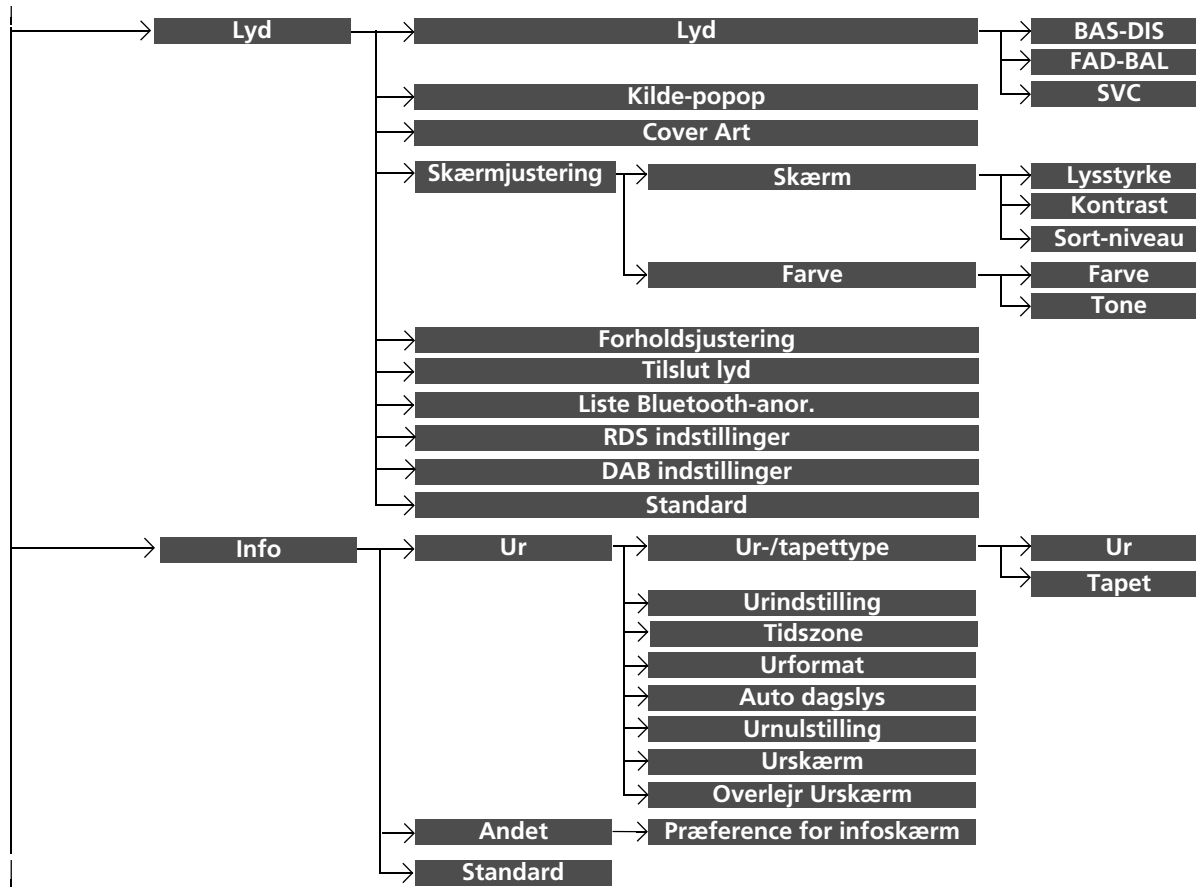 Lyd
Lyd
BAS-DIS
FAD-BAL
SVC
Kilde-popop
Cover Art
Skærmjustering
Skærm
Lysstyrke
Kontrast
Sort-niveau
Farve
Farve
Tone
Forholdsjustering
Tilslut lyd
Liste Bluetooth-anor.
RDS indstillinger
DAB indstillinger
Standard
Info
Ur
Ur-/tapettype
Ur
Tapet
Urindstilling
Tidszone
Urformat
Auto dagslys
Urnulstilling
Urskærm
Overlejr Urskærm
Andet
Præference for infoskærm
Standard